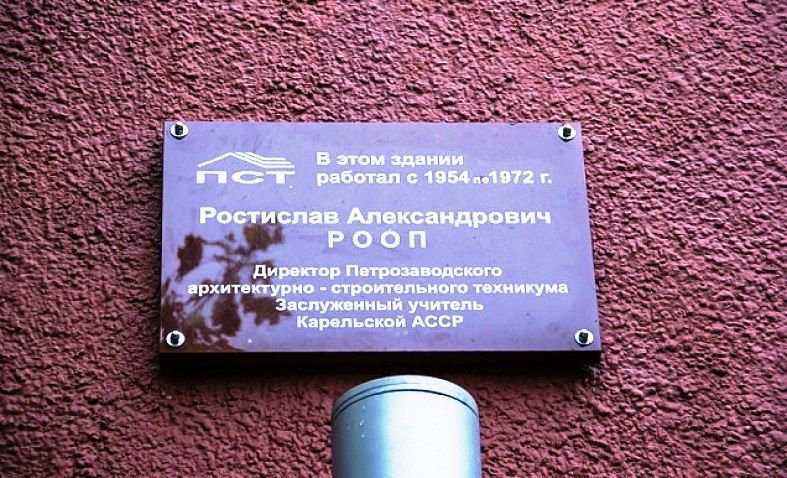 ПСТ
В этом здании
работал с 1954 по 1972 г.
Ростислав Александрович
РООП
Директор Петрозаводского
архитектурно - строительного техникума
Заслуженный учитель
Карельской АССР